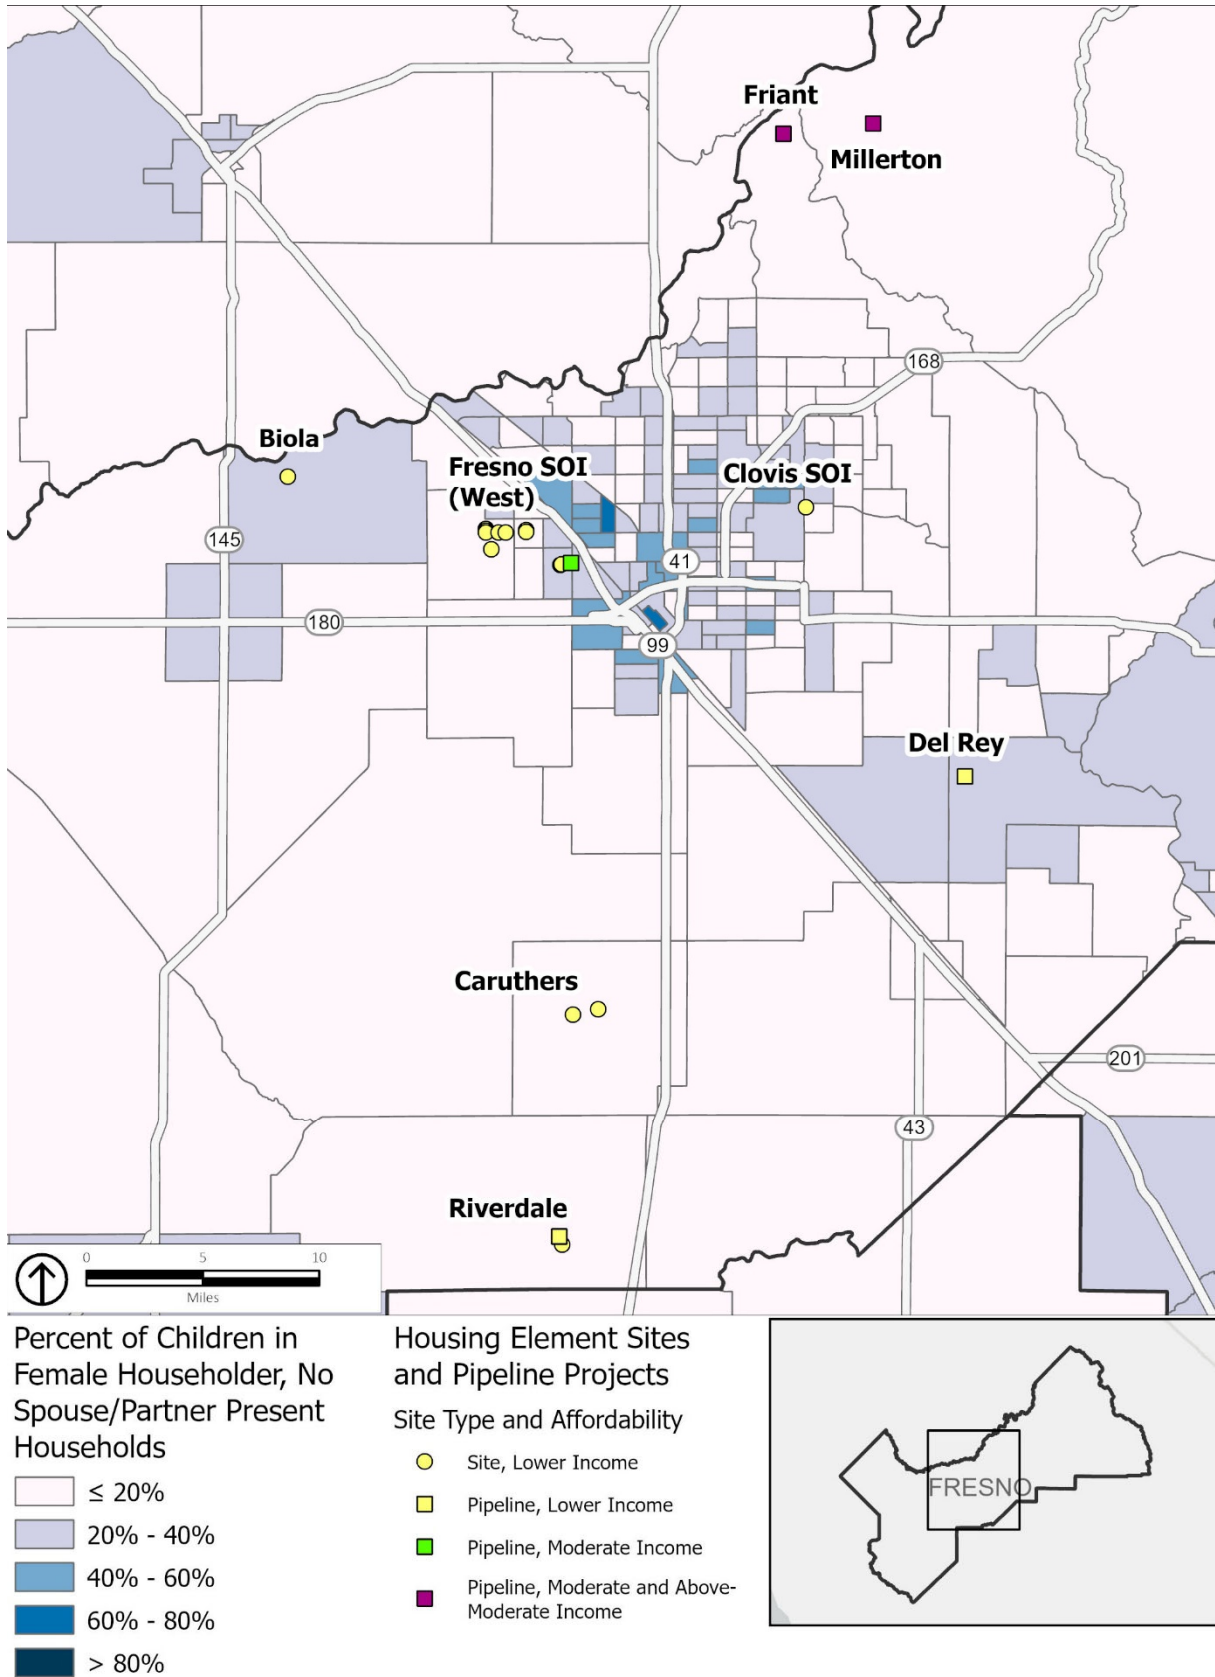 Friant
Millerton
168
Biola
Fresno SOI
(West)
Clovis SOI
145
41
180
99
Del Rey
Caruthers
201
43
Riverdale
0 5 10
Miles
Percent of Children in
Female Householder, No
Spouse/Partner Present
Households
≤ 20%
20% - 40%
40% - 60%
60% - 80%
> 80%
Housing Element Sites
and Pipeline Projects
Site Type and Affordability
Site, Lower Income
Pipeline, Lower Income
Pipeline, Moderate Income
Pipeline, Moderate and Above-
Moderate Income
FRESNO